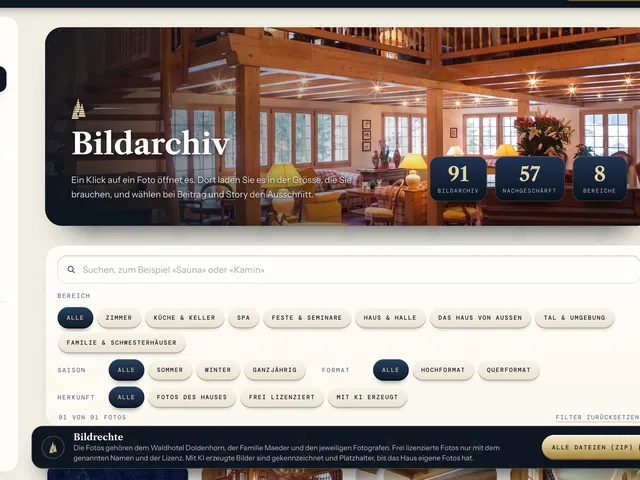 Bildarchiv
Ein Klick auf ein Foto öffnet es. Dort laden Sie es in der Grösse, die Sie
brauchen, und wählen bei Beitrag und Story den Ausschnitt.
91
BILDARCHIV
57
NACHGESCHÄRFT
8
BEREICHE
Suchen, zum Beispiel «Sauna» oder «Kamin»
BEREICH
ALLE ZIMMER KÜCHE & KELLER SPA FESTE & SEMINARE HAUS & HALLE DAS HAUS VON AUSSEN TAL & UMGEBUNG
FAMILIE & SCHWESTERHÄUSER
SAISON ALLE SOMMER WINTER GANZJÄHRIG FORMAT ALLE HOCHFORMAT QUERFORMAT
HERKUNFT ALLE FOTOS DES HAUSES FREI LIZENZIERT MIT KI ERZEUGT
91 VON 91 FOTOS FILTER ZURÜCKSETZEN
Bildrechte
Die Fotos gehören dem Waldhotel Doldenhorn, der Familie Maeder und den jeweiligen Fotografen. Frei lizenzierte Fotos nur mit dem
genannten Namen und der Lizenz. Mit KI erzeugte Bilder sind gekennzeichnet und Platzhalter, bis das Haus eigene Fotos hat.
ALLE DATEIEN (ZIP)